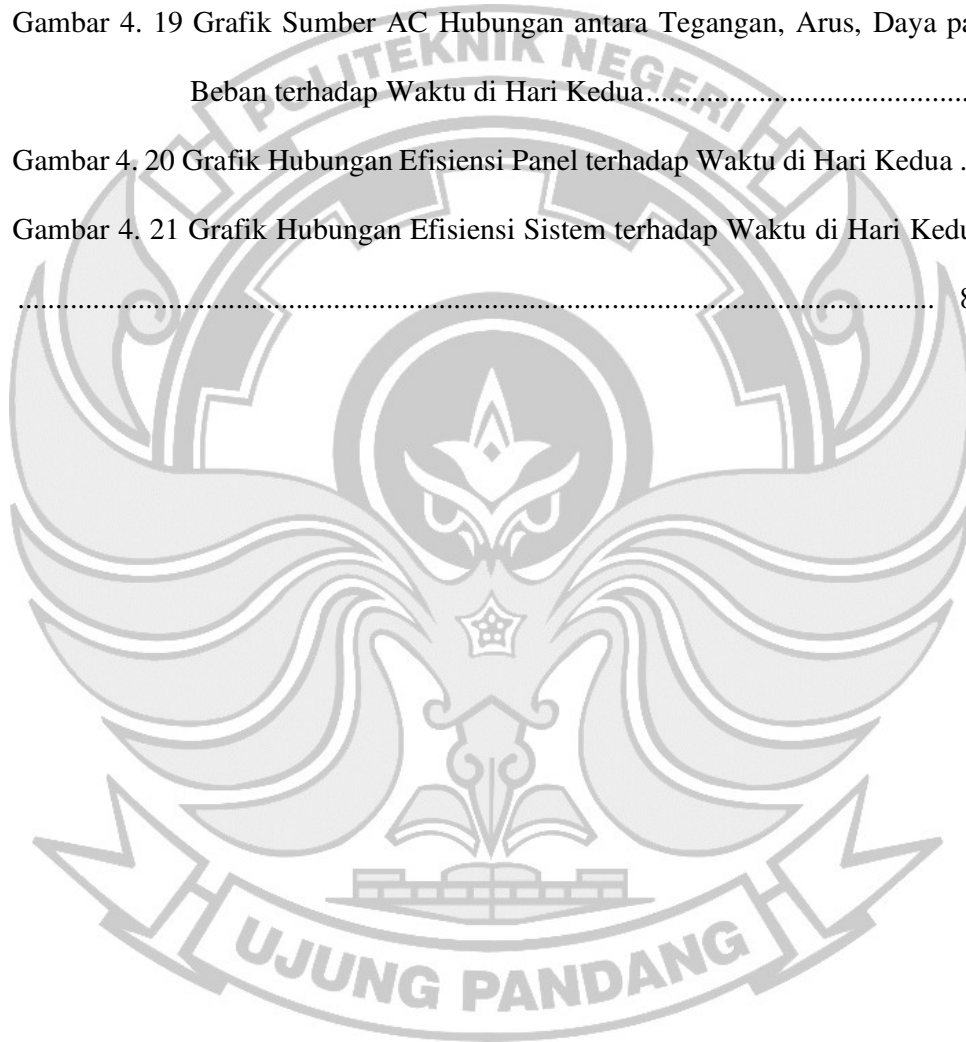 Gambar 4. 19 Grafik Sumber AC Hubungan antara Tegangan, Arus, Daya pa
Beban terhadap Waktu di Hari Kedua.......................................
Gambar 4. 20 Grafik Hubungan Efisiensi Panel terhadap Waktu di Hari Kedua .
Gambar 4. 21 Grafik Hubungan Efisiensi Sistem terhadap Waktu di Hari Kedu
................................................................................................................
POLITEKNIK NEGERI
UJUNG PANDANG